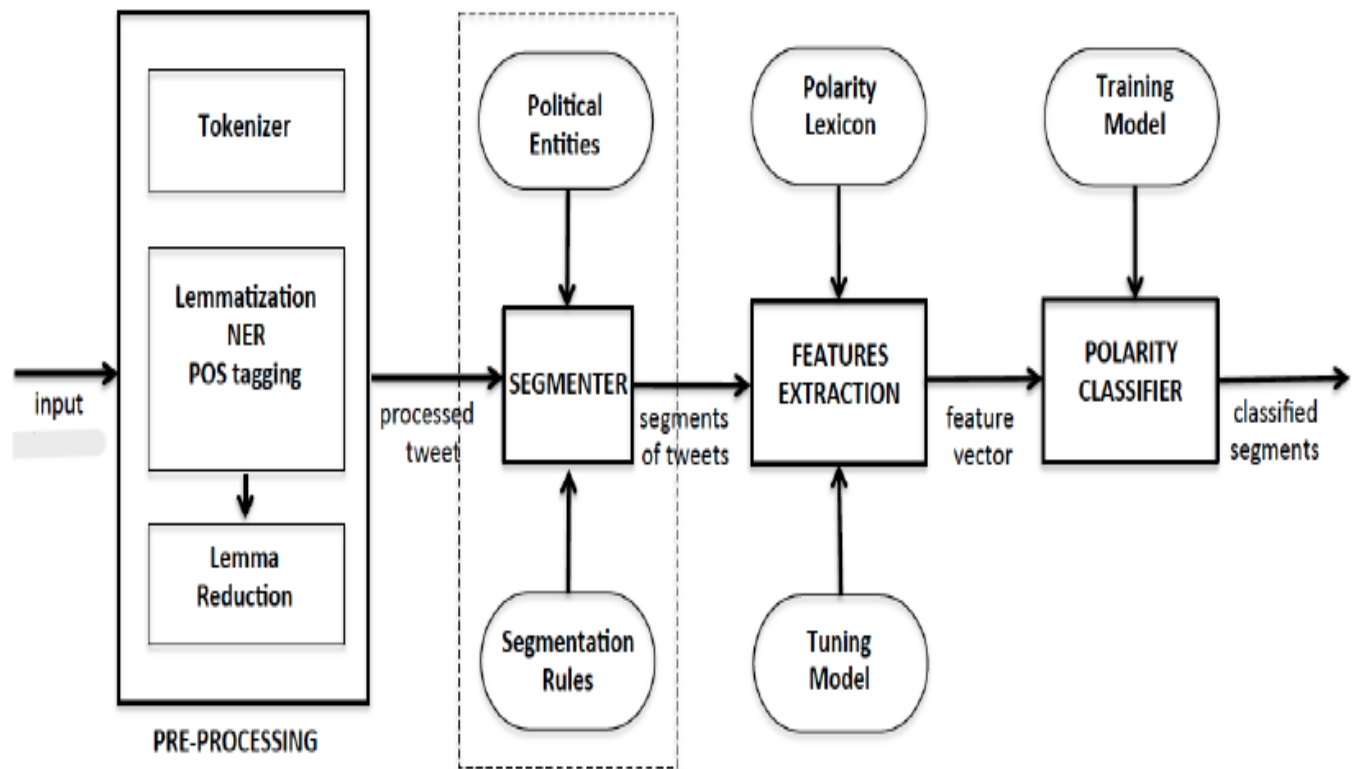 input
Tokenizer
Lemmatization
NER
POS tagging
Lemma
Reduction
PRE-PROCESSING
processed
tweet
Political
Entities
SEGMENTER
Segmentation
Rules
segments
of tweets
Polarity
Lexicon
FEATURES
EXTRACTION
Tuning
Model
feature
vector
Training
Model
POLARITY
CLASSIFIER
classified
segments